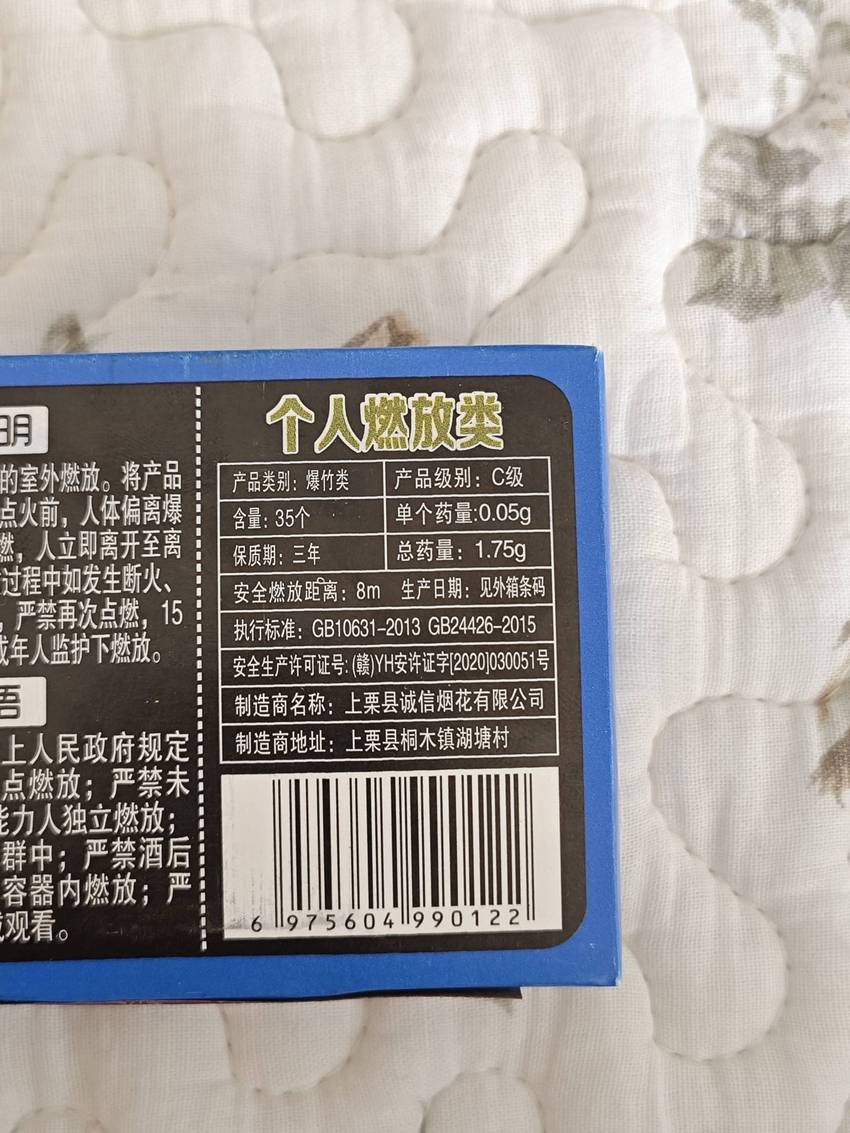 明
的室外燃放。将产品
点火前，人体偏离爆
燃，人立即离开至离
过程中如发生断火、
，严禁再次点燃，15
成年人监护下燃放。
语
上人民政府规定
点燃放；严禁未
能力人独立燃放；
群中；严禁酒后
容器内燃放；严
观看。
个人燃放类
产品类别：爆竹类 产品级别：C级
含量：35个 单个药量:0.05g
保质期：三年 总药量：1.75g
安全燃放距离：8m 生产日期：见外箱条码
执行标准：GB10631-2013 GB24426-2015
安全生产许可证号:(赣)YH安许证字[2020]030051号
制造商名称：上栗县诚信烟花有限公司
制造商地址：上栗县桐木镇湖塘村
6 975604 990122